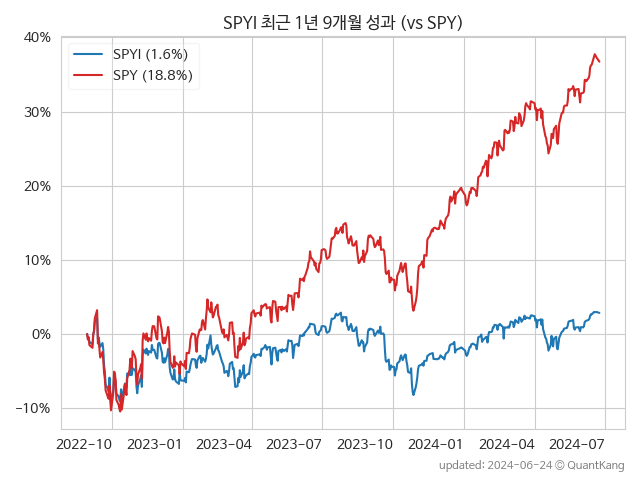 SPYI 최근 1년 9개월 성과 (vs SPY)
SPYI (1.6%)
SPY (18.8%)
40%
30%
20%
10%
0%
−10%
2022-10 2023-01 2023-04 2023-07 2023-10 2024-01 2024-04 2024-07
updated: 2024-06-24 © QuantKang